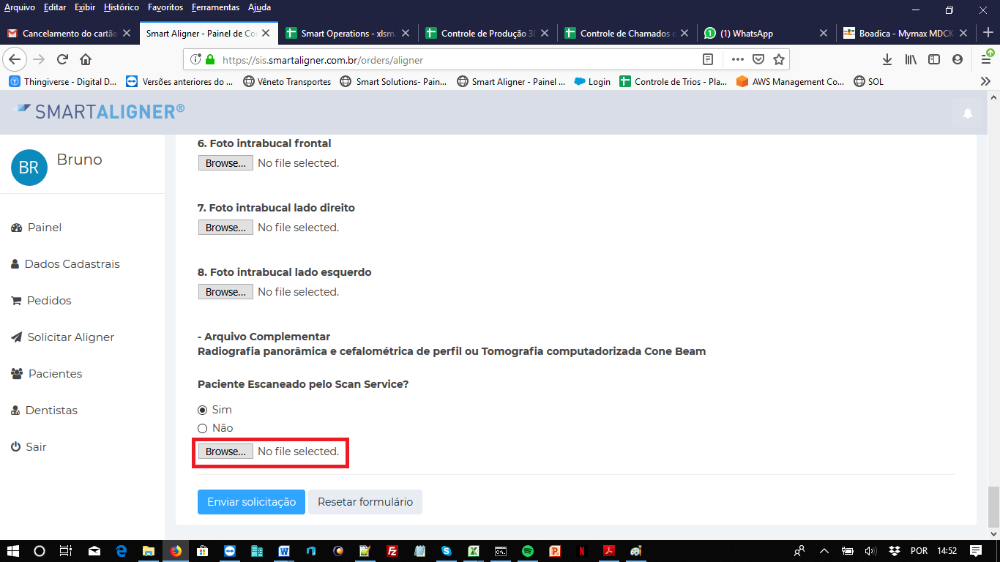 Arquivo Editar Exibir Histórico Favoritos Ferramentas Ajuda
Cancelamento do cartão
Smart Aligner - Painel de Co
Smart Operations - xlsm.
Controle de Produção 3D
Controle de Chamados d
(1) WhatsApp
Boadica - Mymax MDCK
https://sis.smartaligner.com.br/orders/aligner
Thingiverse - Digital D...
Versões anteriores do ...
Vêneto Transportes
Smart Solutions- Pain...
Smart Aligner - Painel ...
Login
Controle de Trios - Pla...
AWS Management Co...
SOL
SMARTALIGNER®
BR
Bruno
Painel
Dados Cadastrais
Pedidos
Solicitar Aligner
Pacientes
Dentistas
Sair
6. Foto intrabucal frontal
Browse... No file selected.
7. Foto intrabucal lado direito
Browse... No file selected.
8. Foto intrabucal lado esquerdo
Browse... No file selected.
- Arquivo Complementar
Radiografia panorâmica e cefalométrica de perfil ou Tomografia computadorizada Cone Beam
Paciente Escaneado pelo Scan Service?
Sim
Não
Browse... No file selected.
Enviar solicitação Resetar formulário
POR 14:52